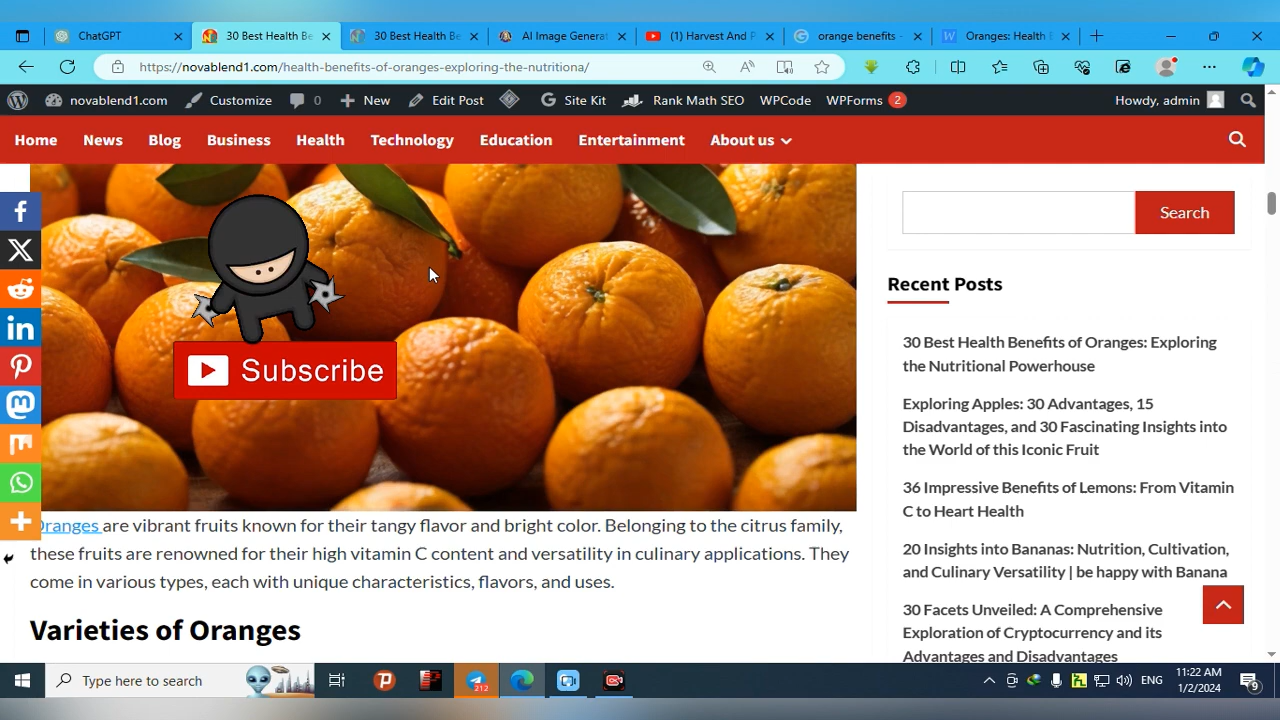 ChatGPT
30 Best Health Be
30 Best Health Be
AI Image Generat
(1) Harvest And P
orange benefits -
Oranges: Health B
https://novablend1.com/health-benefits-of-oranges-exploring-the-nutritiona/
novablend1.com
Customize
0
New
Edit Post
Site Kit
Rank Math SEO
WPCode
WPForms 2
Howdy, admin
Home
News
Blog
Business
Health
Technology
Education
Entertainment
About us
Subscribe
Oranges are vibrant fruits known for their tangy flavor and bright color. Belonging to the citrus family,
these fruits are renowned for their high vitamin C content and versatility in culinary applications. They
come in various types, each with unique characteristics, flavors, and uses.
Varieties of Oranges
Search
Recent Posts
30 Best Health Benefits of Oranges: Exploring
the Nutritional Powerhouse
Exploring Apples: 30 Advantages, 15
Disadvantages, and 30 Fascinating Insights into
the World of this Iconic Fruit
36 Impressive Benefits of Lemons: From Vitamin
C to Heart Health
20 Insights into Bananas: Nutrition, Cultivation,
and Culinary Versatility | be happy with Banana
30 Facets Unveiled: A Comprehensive
Exploration of Cryptocurrency and its
Advantages and Disadvantages
Type here to search
212
ENG
11:22 AM
1/2/2024
9